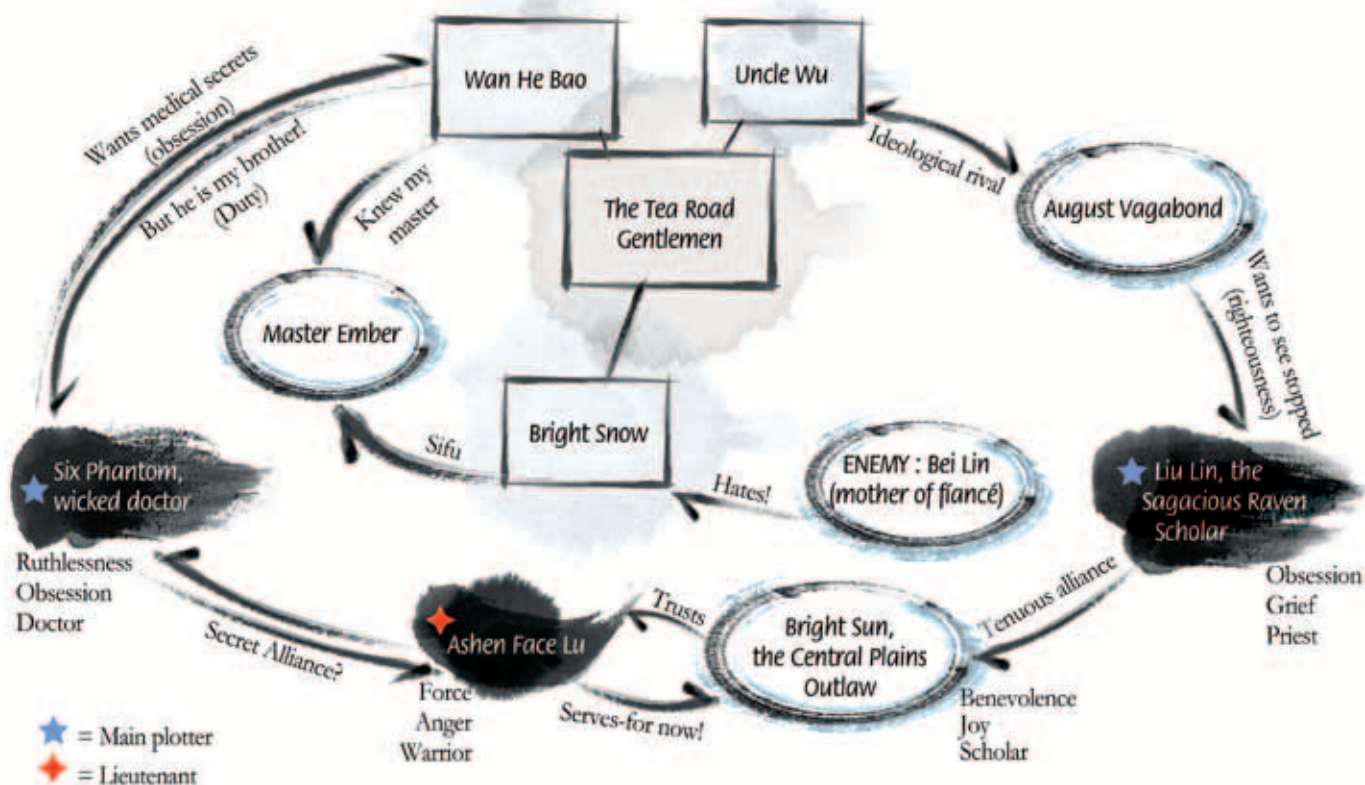 Wan He Bao
Uncle Wu
Wants medical secrets
(obsession)
But he is my brother!
(Duty)
Knew my
master
Ideological rival
The Tea Road
Gentlemen
August Vagabond
Master Ember
Wants to see stopped
(righteousness)
Bright Snow
Sifu
Hates!
ENEMY : Bei Lin
(mother of fiancé)
Six Phantom,
wicked doctor
Liu Lin, the
Sagacious Raven
Scholar
Ruthlessness
Obsession
Doctor
Obsession
Grief
Priest
Secret Alliance?
Ashen Face Lu
Trusts
Bright Sun,
the Central Plains
Outlaw
Tenuous alliance
Force
Anger
Warrior
Serves-for now!
Benevolence
Joy
Scholar
= Main plotter
= Lieutenant